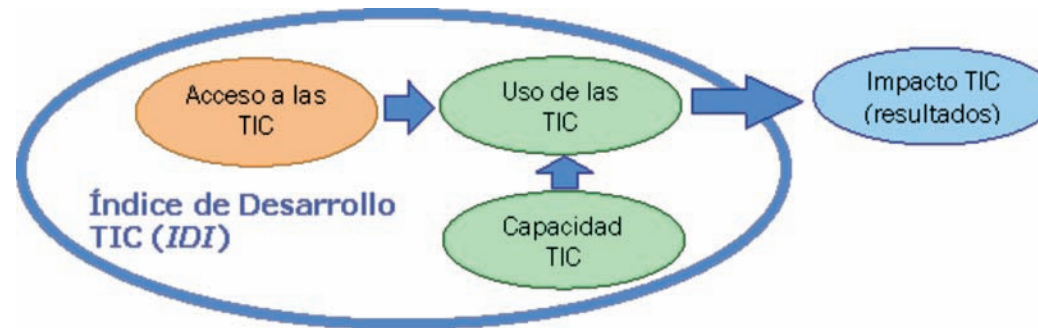 Acceso a las
TIC
Uso de las
TIC
Impacto TIC
(resultados)
Índice de Desarrollo
TIC (IDI)
Capacidad
TIC